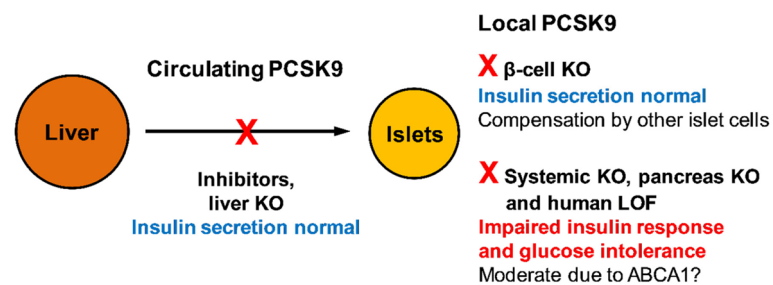 Liver
Circulating PCSK9
X
Inhibitors,
liver KO
Insulin secretion normal
Islets
Local PCSK9
X β-cell KO
Insulin secretion normal
Compensation by other islet cells
X Systemic KO, pancreas KO
and human LOF
Impaired insulin response
and glucose intolerance
Moderate due to ABCA1?